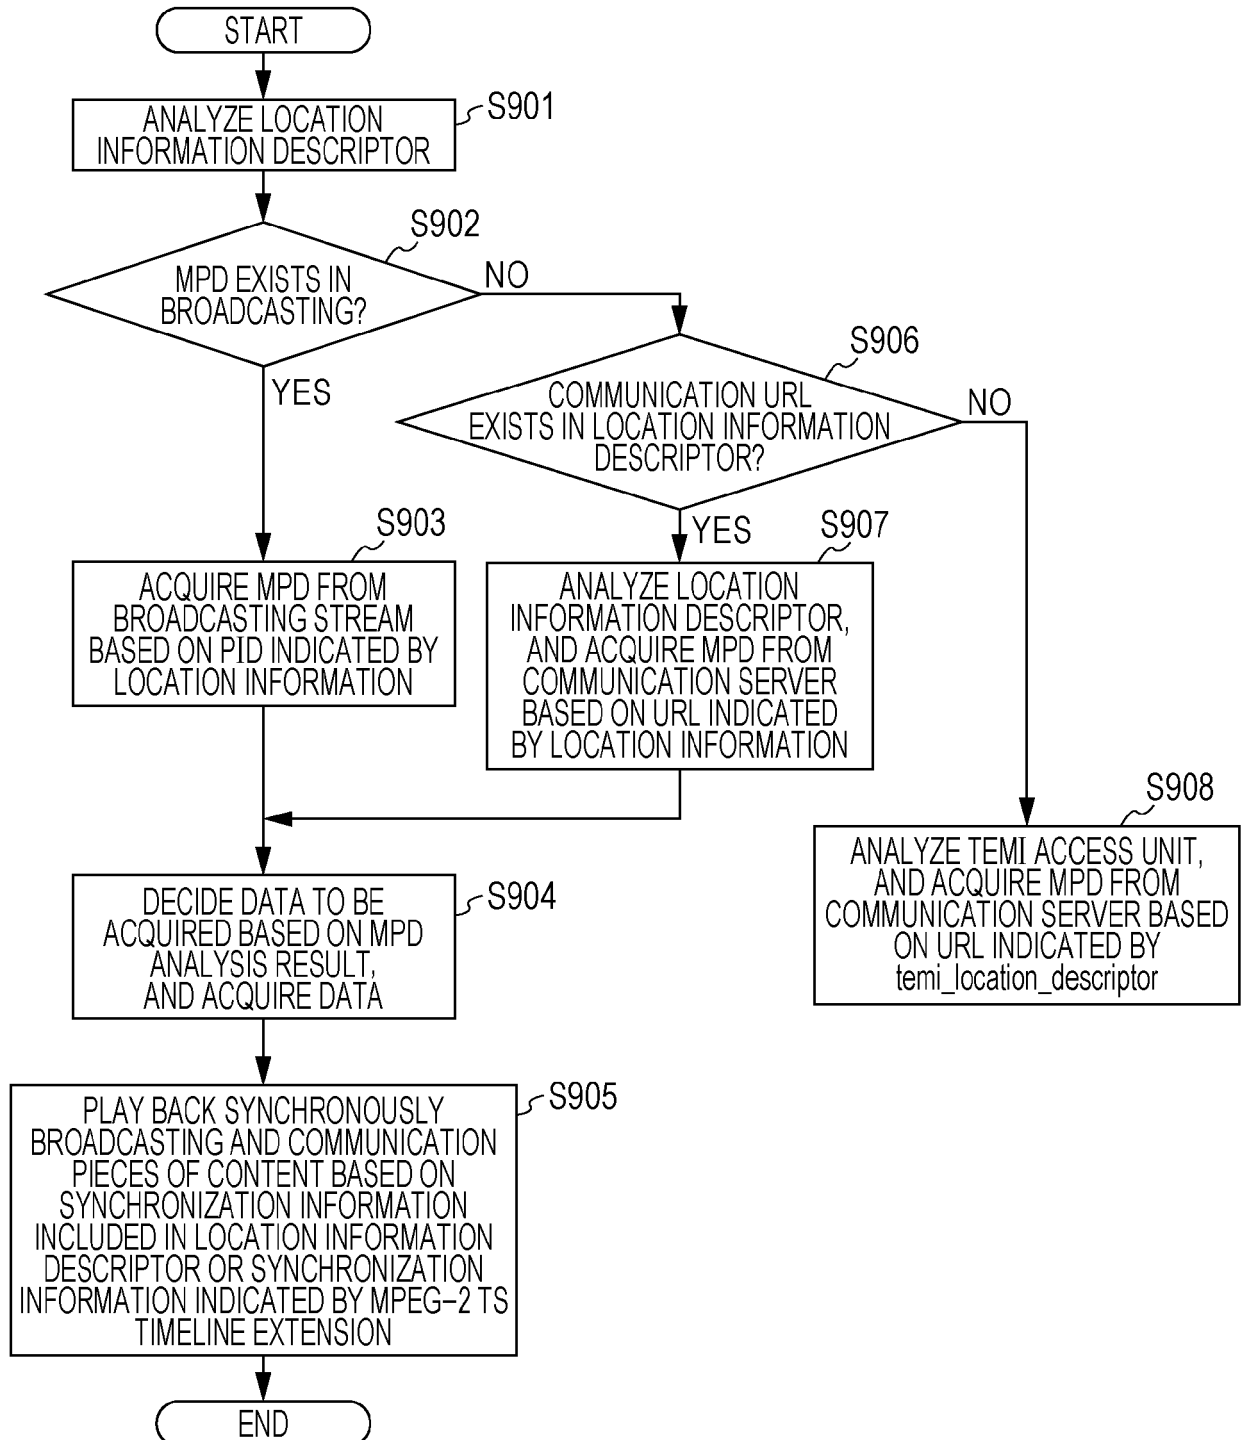 START
S901
ANALYZE LOCATION
INFORMATION DESCRIPTOR
S902
MPD EXISTS IN
BROADCASTING?
NO
YES
S906
COMMUNICATION URL
EXISTS IN LOCATION INFORMATION
DESCRIPTOR?
NO
YES
S903
ACQUIRE MPD FROM
BROADCASTING STREAM
BASED ON PID INDICATED BY
LOCATION INFORMATION
S907
ANALYZE LOCATION
INFORMATION DESCRIPTOR,
AND ACQUIRE MPD FROM
COMMUNICATION SERVER
BASED ON URL INDICATED
BY LOCATION INFORMATION
S908
ANALYZE TEMI ACCESS UNIT,
AND ACQUIRE MPD FROM
COMMUNICATION SERVER BASED
ON URL INDICATED BY
temi_location_descriptor
S904
DECIDE DATA TO BE
ACQUIRED BASED ON MPD
ANALYSIS RESULT,
AND ACQUIRE DATA
S905
PLAY BACK SYNCHRONOUSLY
BROADCASTING AND COMMUNICATION
PIECES OF CONTENT BASED ON
SYNCHRONIZATION INFORMATION
INCLUDED IN LOCATION INFORMATION
DESCRIPTOR OR SYNCHRONIZATION
INFORMATION INDICATED BY MPEG–2 TS
TIMELINE EXTENSION
END